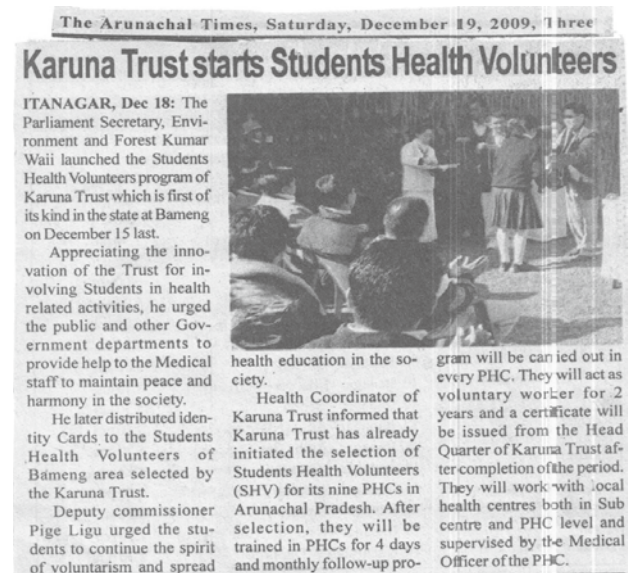 The Arunachal Times, Saturday, December 19, 2009, Three
Karuna Trust starts Students Health Volunteers
ITANAGAR, Dec 18: The
Parliament Secretary, Envi-
ronment and Forest Kumar
Waii launched the Students
Health Volunteers program of
Karuna Trust which is first of
its kind in the state at Bameng
on December 15 last.
Appreciating the inno-
vation of the Trust for in-
volving Students in health
related activities, he urged
the public and other Gov-
ernment departments to
provide help to the Medical
staff to maintain peace and
harmony in the society.
He later distributed iden-
tity Cards to the Students
Health Volunteers of
Bameng area selected by
the Karuna Trust.
Deputy commissioner
Pige Ligu urged the stu-
dents to continue the spirit
of voluntarism and spread
health education in the so-
ciety.
Health Coordinator of
Karuna Trust informed that
Karuna Trust has already
initiated the selection of
Students Health Volunteers
(SHV) for its nine PHCs in
Arunachal Pradesh. After
selection, they will be
trained in PHCs for 4 days
and monthly follow-up pro-
gram will be carried out in
every PHC. They will act as
voluntary worker for 2
years and a certificate will
be issued from the Head
Quarter of Karuna Trust af-
ter completion of the period.
They will work with local
health centres both in Sub
centre and PHC level and
supervised by the Medical
Officer of the PHC.